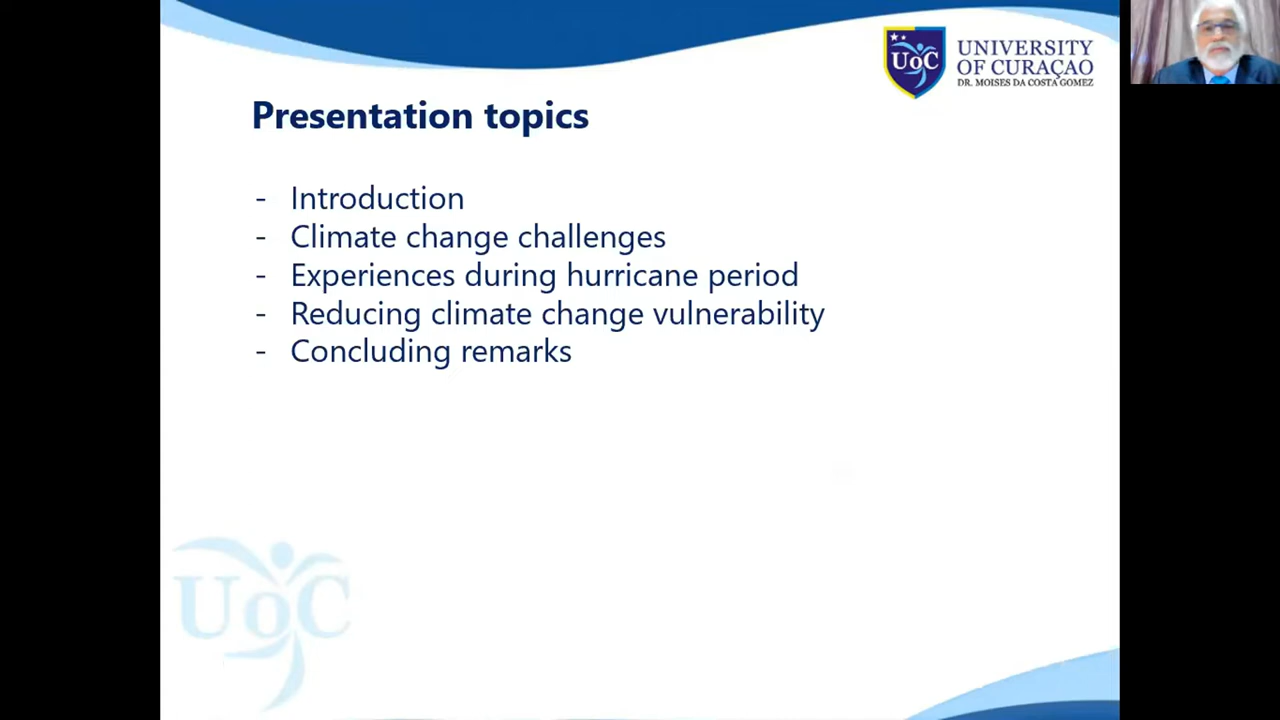 UoC
UNIVERSITY
OF CURAÇAO
DR. MOISES DA COSTA GOMEZ
Presentation topics
- Introduction
- Climate change challenges
- Experiences during hurricane period
- Reducing climate change vulnerability
- Concluding remarks
UoC